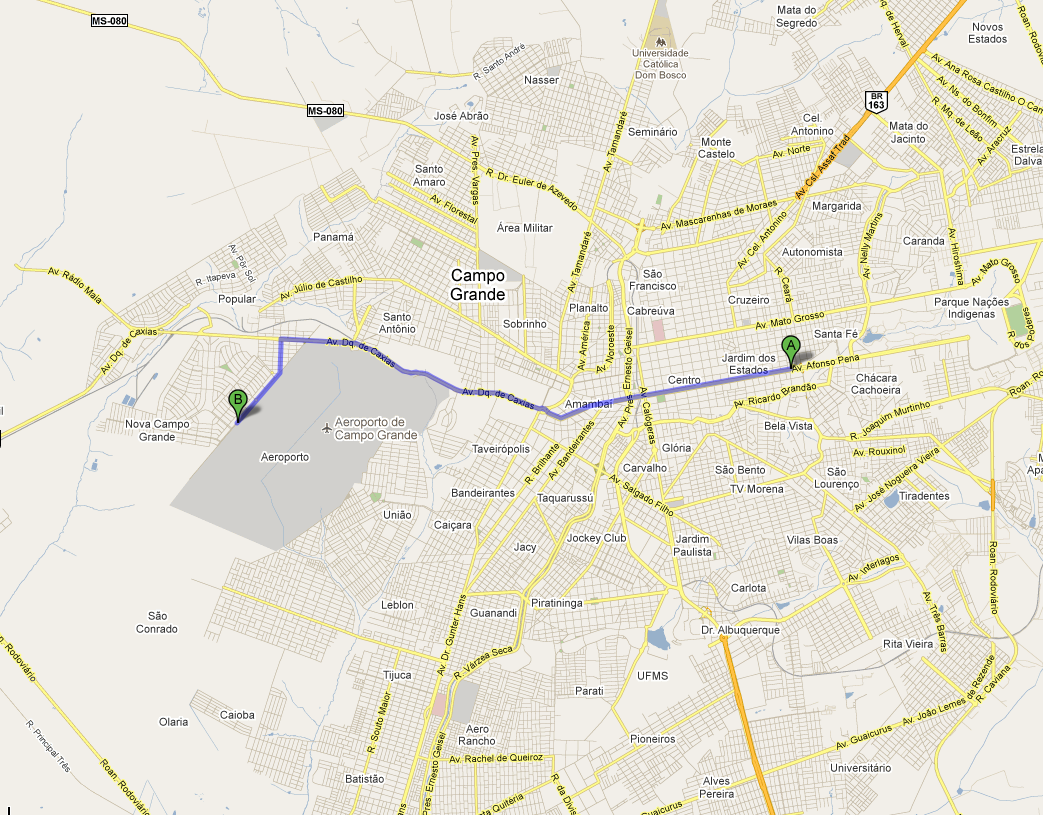 MS-080
Mata do
Segredo
R. Santo André
Universidade
Católica
Dom Bosco
Novos
Estados
Nasser
Av. Ana Rosa Castilho O Cam
MS-080
BR
163
Av. Ns. do Bonfim
José Abrão
Cel.
Antonino
R. Mq. de Leão
Seminário
Av. Tamandaré
Mata do
Jacinto
Av. Aracruz
Monte
Castelo
Av. Norte
Estrela
Dalva
Av. Pres. Vargas
Santo
Amaro
R. Dr. Euler de Azevedo
Av. Csl. Assaf Trad
Av. Florestal
Av. Mascarenhas de Moraes
Margarida
Área Militar
Panamá
Av. Cel. Antonino
Av. Nelly Martins
Caranda
Av. Hiroshima
Autonomista
Av. Pôr Sol
Av. Tamandaré
Av. Rádio Maia
R. Itapeva
Av. Júlio de Castilho
Campo
Grande
São
Francisco
R. Ceará
Av. Mato Grosso
Popular
Planalto
Cabreúva
Cruzeiro
Parque Nações
Indigenas
Santo
Antônio
Sobrinho
Av. Mato Grosso
Av. Dq. de Caxias
Av. América
Av. Noroeste
Av. Pres. Ernesto Geisel
Santa Fé
Av. Dq. de Caxias
A
Jardim dos
Estados
Av. Afonso Pena
Centro
Chácara
Cachoeira
B
Av. Dq. de Caxias
Amambai
Av. Ricardo Brandão
Av. Calógeras
Nova Campo
Grande
Aeroporto de
Campo Grande
Bela Vista
R. Joaquim Murtinho
Aeroporto
Taveirópolis
R. Brilhante
Av. Bandeirantes
Glória
Av. Rouxinol
Carvalho
São Bento
São
Lourenço
Av. José Nogueira Vieira
Bandeirantes
Taquarussú
Av. Salgado Filho
TV Morena
Tiradentes
União
Caiçara
Jacy
Jockey Club
Jardim
Paulista
Vilas Boas
Roan. Rodoviário
Av. Interlagos
Carlota
Leblon
Guanandi
Piratininga
Av. Três Barras
São
Conrado
Av. Dr. Gunter Hans
Dr. Albuquerque
Rita Vieira
R. Várzea Seca
Tijuca
UFMS
Parati
R. Souto Maior
Av. João Lemes de Rezende
R. Caviana
Olaria
Caioba
Aero
Rancho
Pioneiros
Av. Guaicurus
R. Principal Três
Av. Rachel de Queiroz
Universitário
Batistão
Alves
Pereira
Roan. Rodoviário
Pres. Ernesto Geisel
Guaicurus